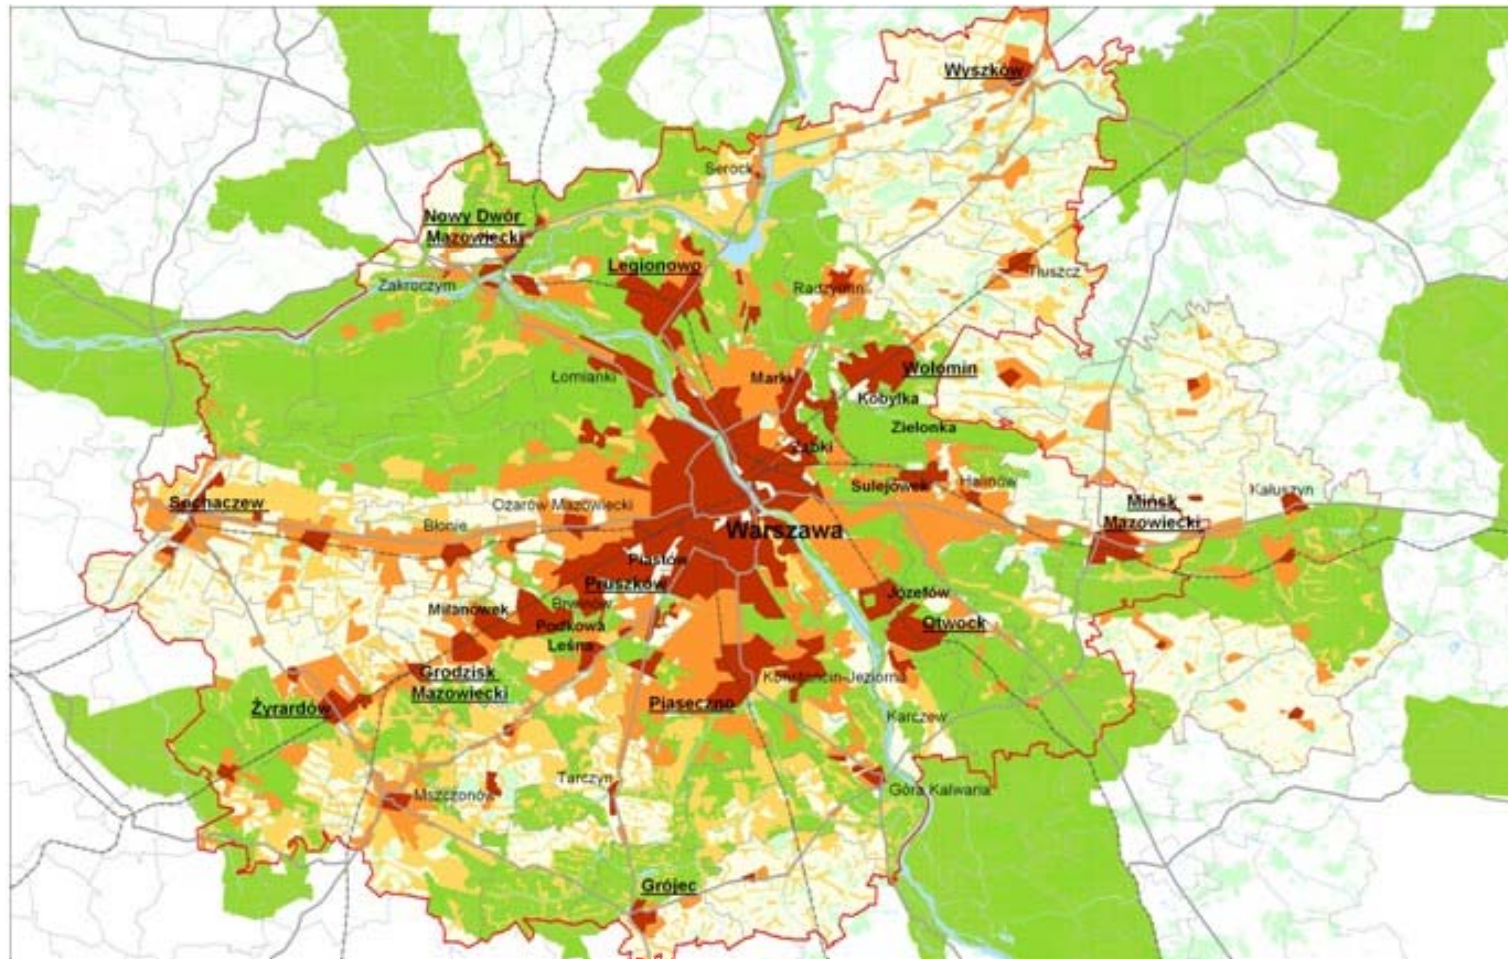 Wyszków
Serock
Nowy Dwór
Mazowiecki
Legionowo
Tłuszcz
Zakroczym
Radzymin
Łomianki
Marki
Wołomin
Kobyłka
Zielonka
Ząbki
Sulejówek
Halinów
Sochaczew
Ożarów Mazowiecki
Błonie
Mińsk
Mazowiecki
Kałuszyn
Warszawa
Piastów
Pruszków
Milanówek
Brwinów
Podkowa
Leśna
Józefów
Otwock
Grodzisk
Mazowiecki
Konstancin-Jeziorna
Żyrardów
Piaseczno
Karczew
Mszczonów
Tarczyn
Góra Kalwaria
Grójec